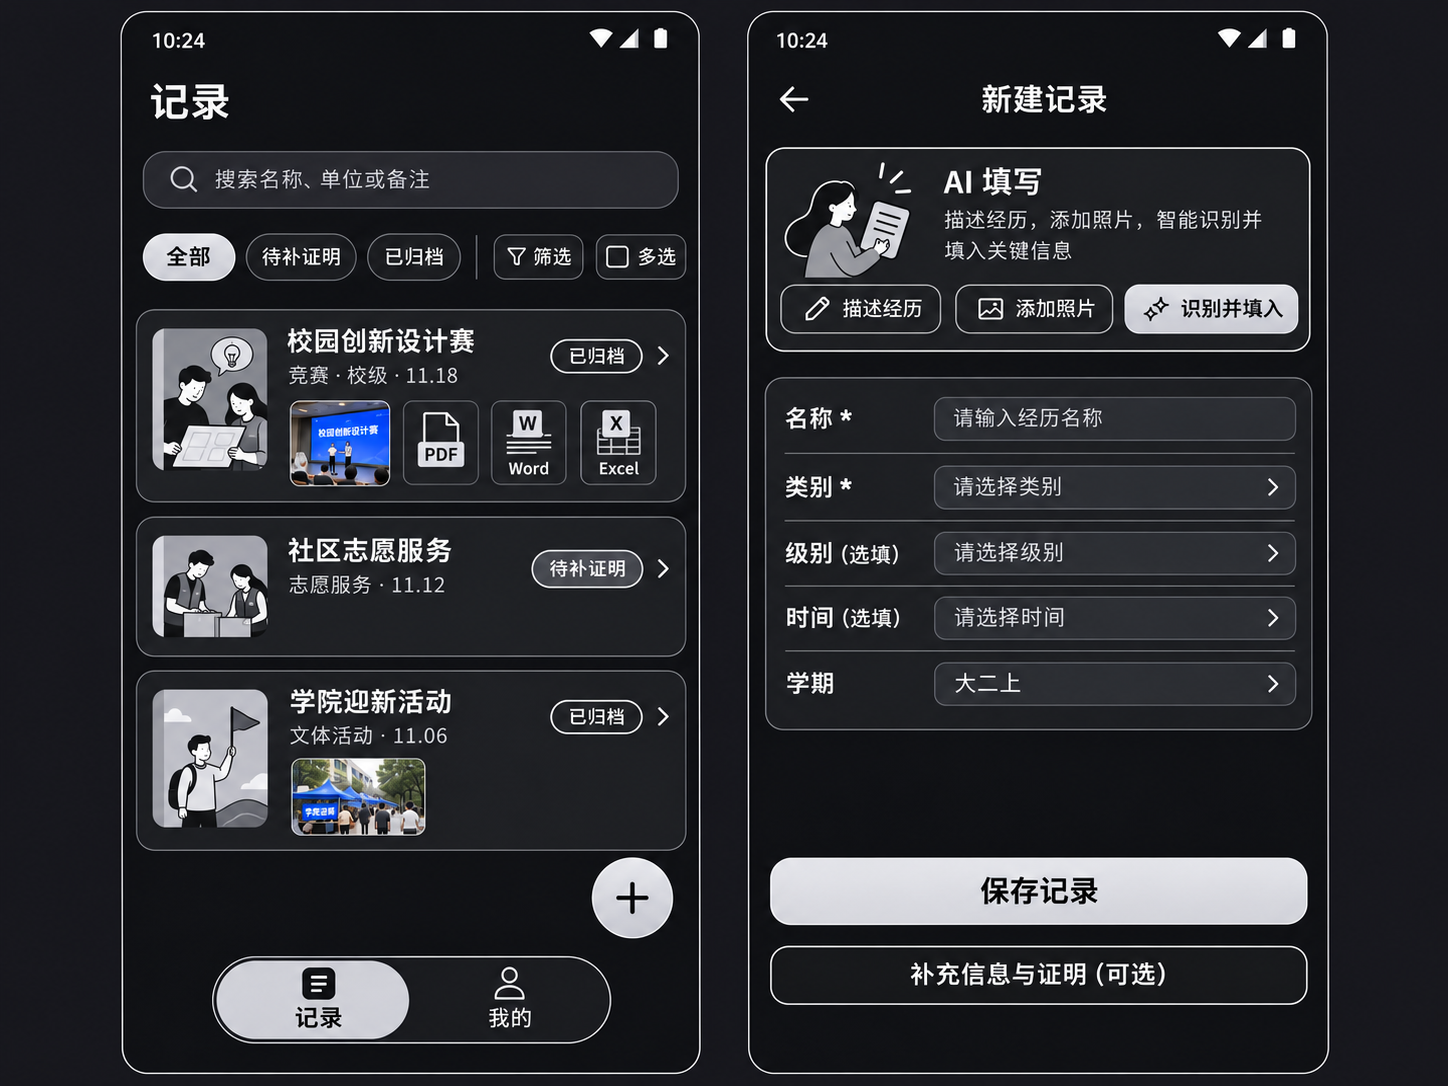 10:24
记录
搜索名称、单位或备注
全部
待补证明
已归档
筛选
多选
校园创新设计赛
竞赛 · 校级 · 11.18
已归档
校园创新设计赛
PDF
W
Word
X
Excel
社区志愿服务
志愿服务 · 11.12
待补证明
学院迎新活动
文体活动 · 11.06
已归档
记录
我的
10:24
新建记录
AI 填写
描述经历，添加照片，智能识别并
填入关键信息
描述经历
添加照片
识别并填入
名称 *
请输入经历名称
类别 *
请选择类别
级别 (选填)
请选择级别
时间 (选填)
请选择时间
学期
大二上
保存记录
补充信息与证明 (可选)